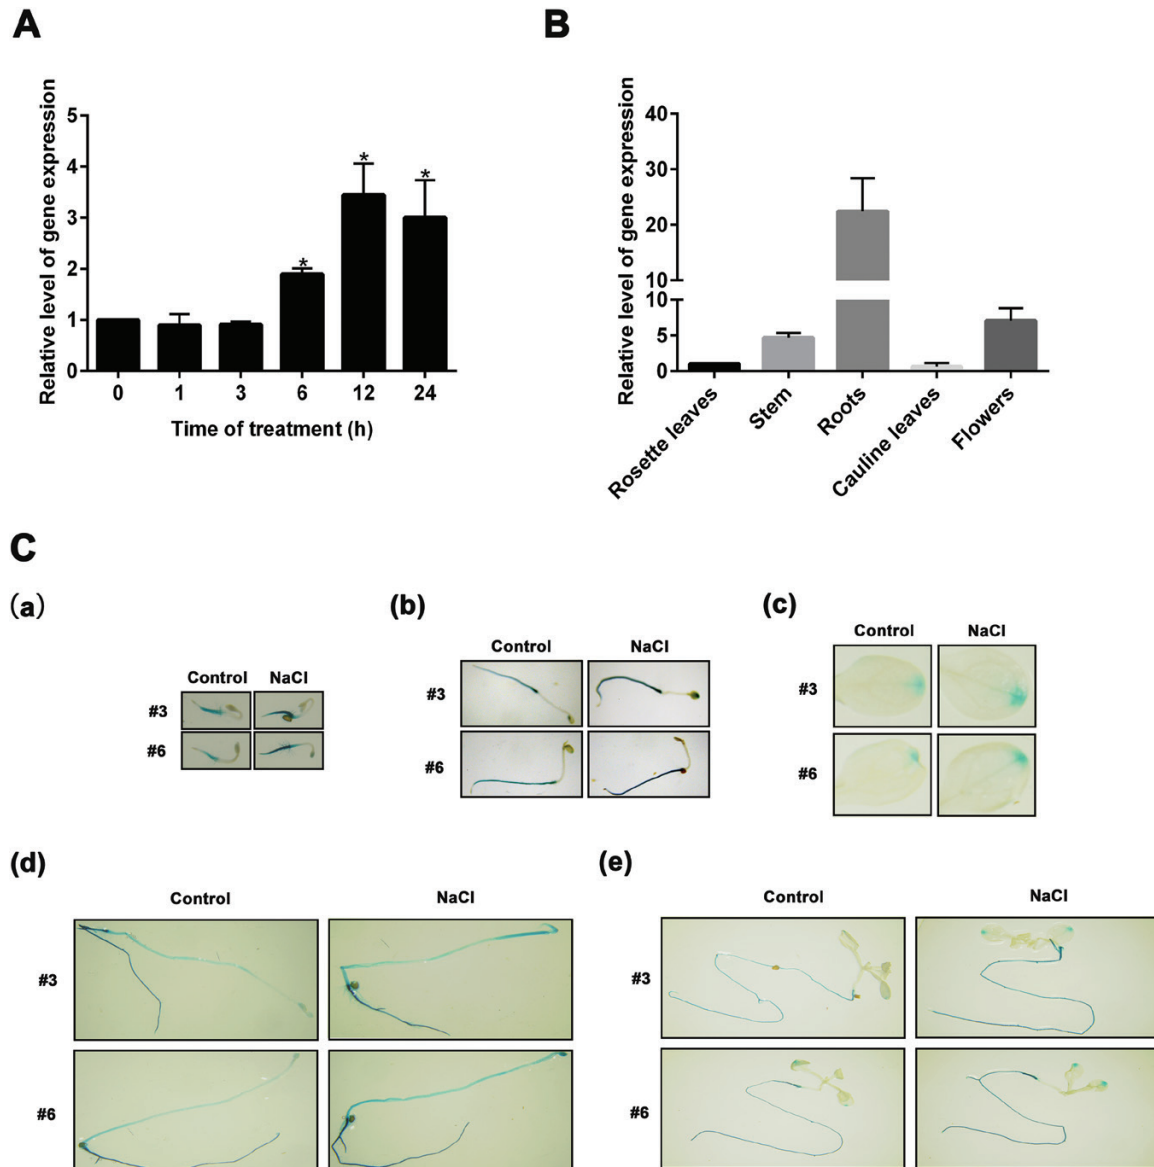 A
B
Relative level of gene expression
5
4
3
2
1
0
*
*
*
0 1 3 6 12 24
Time of treatment (h)
Relative level of gene expression
40
30
20
10
10
5
0
Rosette leaves
Stem
Roots
Cauline leaves
Flowers
C
(a)
Control NaCl
#3
#6
(b)
Control NaCl
#3
#6
(c)
Control NaCl
#3
#6
(d)
Control NaCl
#3
#6
(e)
Control NaCl
#3
#6